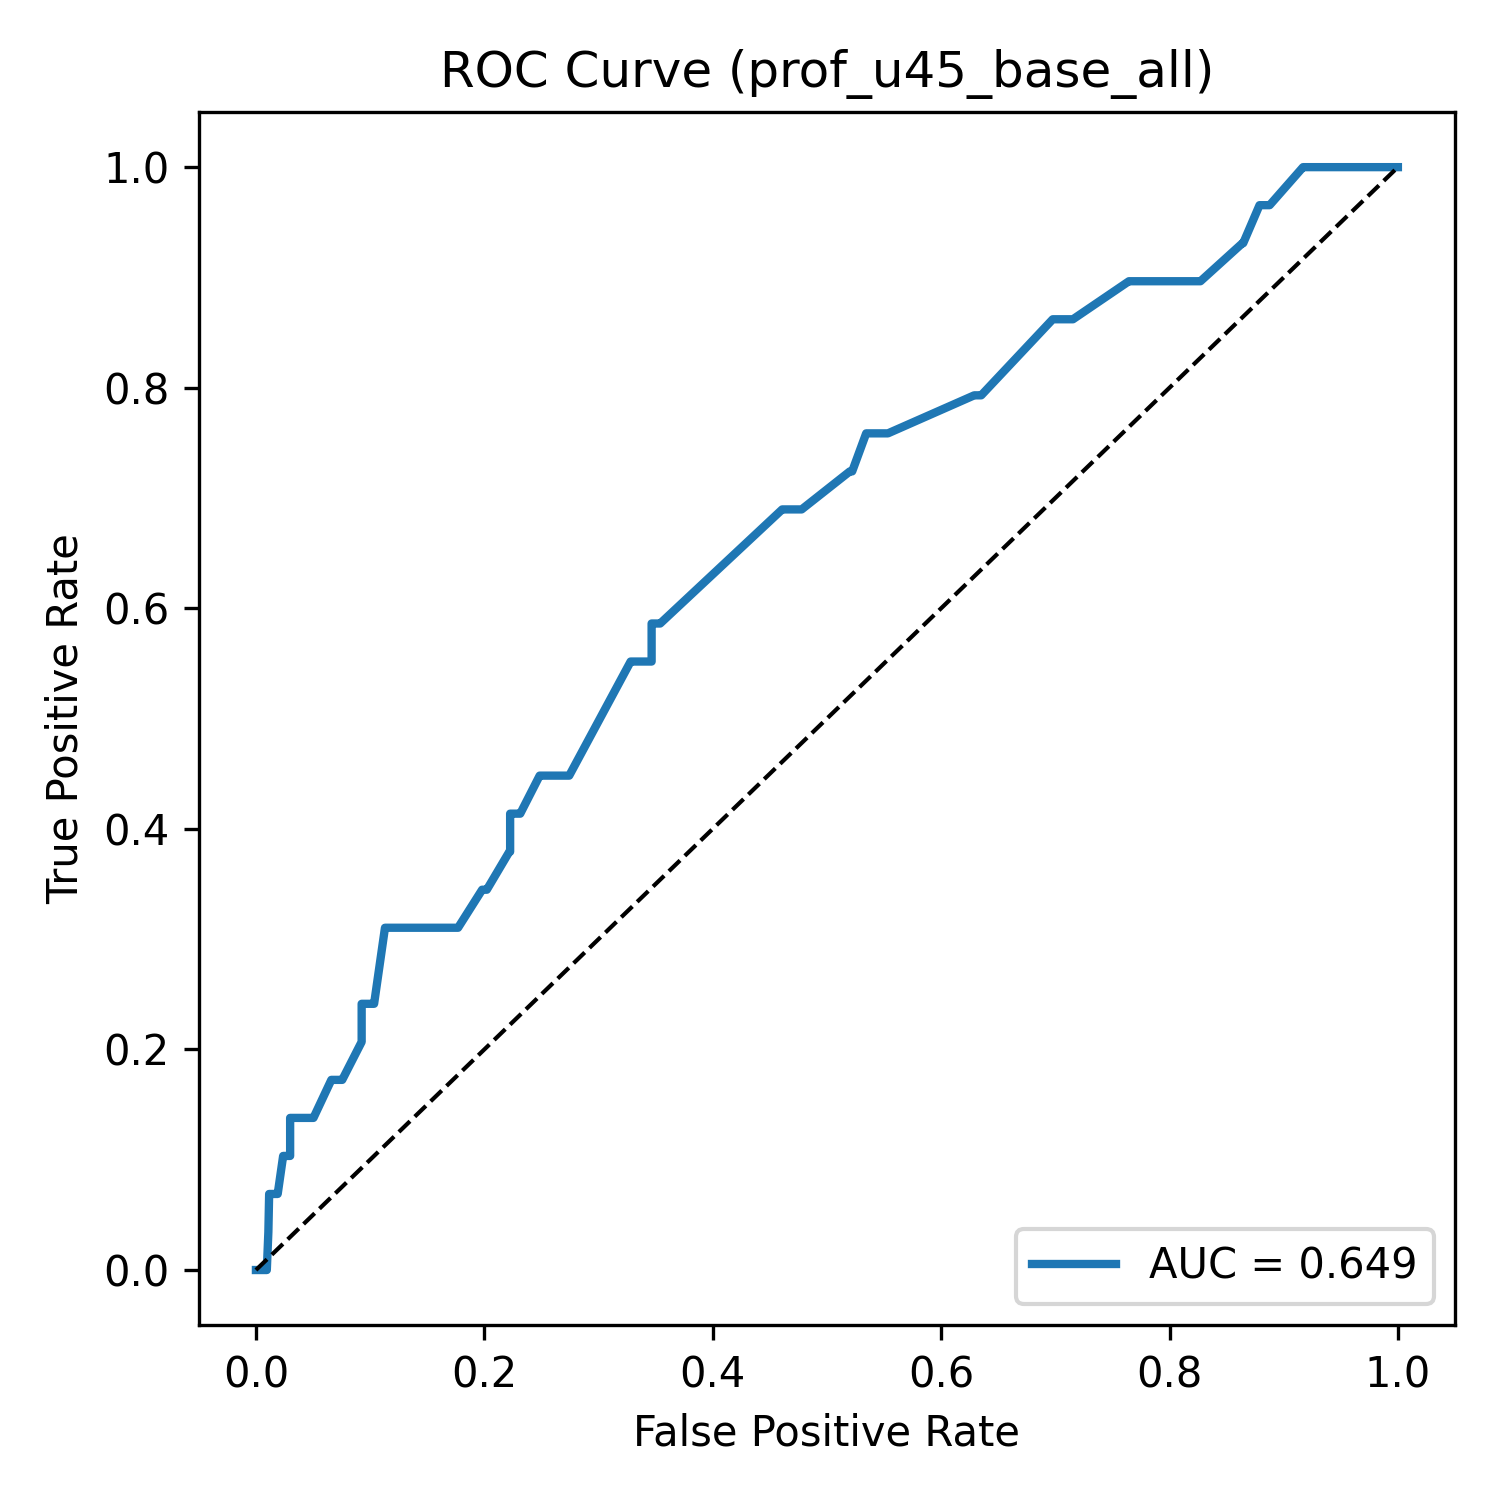 ROC Curve (prof_u45_base_all)
True Positive Rate
1.0
0.8
0.6
0.4
0.2
0.0
AUC = 0.649
0.0 0.2 0.4 0.6 0.8 1.0
False Positive Rate